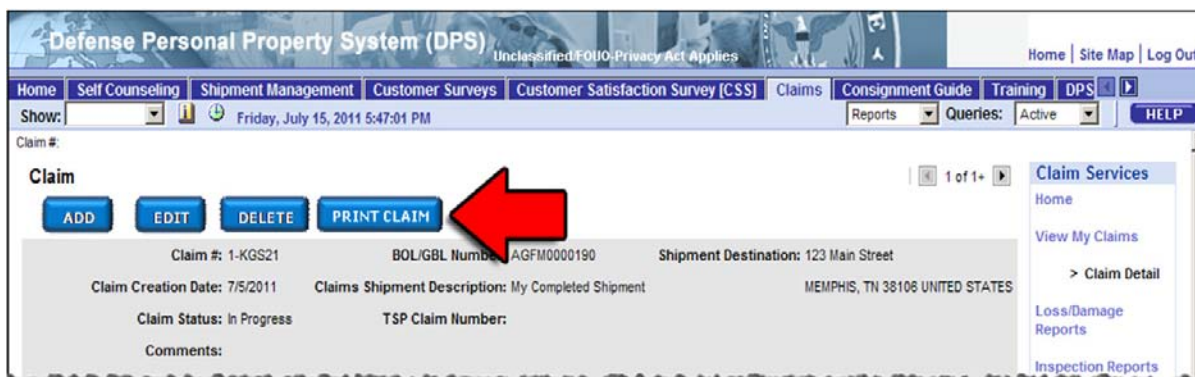 Defense Personal Property System (DPS) Unclassified/FOUO-Privacy Act Applies
Home | Site Map | Log Out
Home Self Counseling Shipment Management Customer Surveys Customer Satisfaction Survey [CSS] Claims Consignment Guide Training DPS
Show: Friday, July 15, 2011 5:47:01 PM Reports Queries: Active HELP
Claim #:
Claim 1 of 1+
ADD EDIT DELETE PRINT CLAIM
Claim #: 1-KGS21 BOL/GBL Number: AGFM0000190 Shipment Destination: 123 Main Street
Claim Creation Date: 7/5/2011 Claims Shipment Description: My Completed Shipment MEMPHIS, TN 38106 UNITED STATES
Claim Status: In Progress TSP Claim Number:
Comments:
Claim Services
Home
View My Claims
> Claim Detail
Loss/Damage
Reports
Inspection Reports